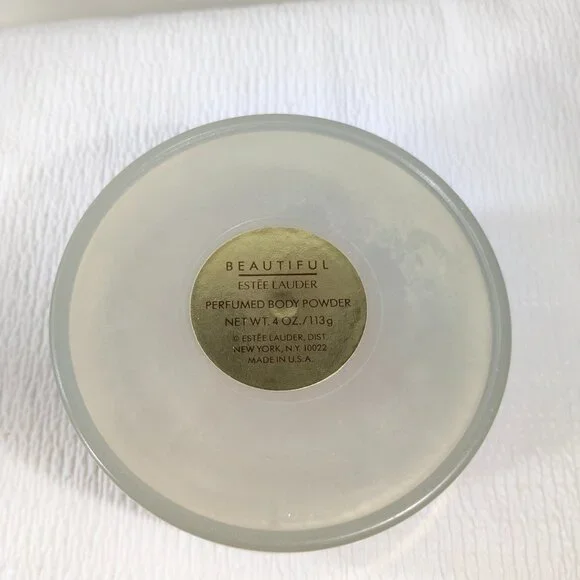 BEAUTIFUL
ESTÉE LAUDER
PERFUMED BODY POWDER
NET WT. 4 OZ./113g
© ESTÉE LAUDER, DIST.
NEW YORK, N.Y. 10022
MADE IN U.S.A.